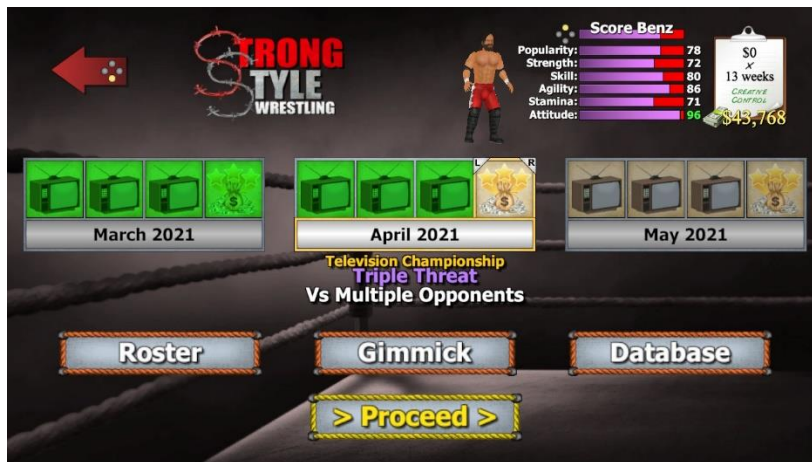 STRONG
STYLE
WRESTLING
Score Benz
Popularity: 78
Strength: 72
Skill: 80
Agility: 86
Stamina: 71
Attitude: 96
$0
x
13 weeks
CREATIVE
CONTROL
$43,768
L R
March 2021
April 2021
May 2021
Television Championship
Triple Threat
Vs Multiple Opponents
Roster
Gimmick
Database
> Proceed >